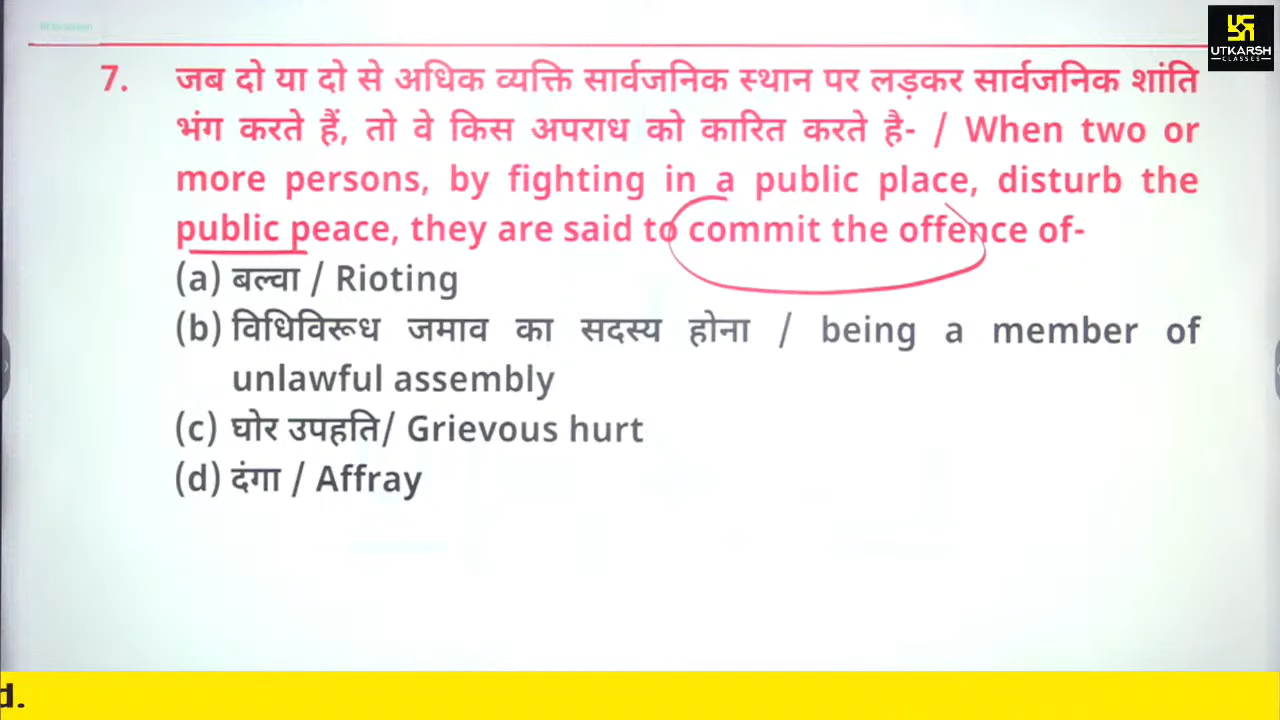 UTKARSH
CLASSES
7. जब दो या दो से अधिक व्यक्ति सार्वजनिक स्थान पर लड़कर सार्वजनिक शांति
भंग करते हैं, तो वे किस अपराध को कारित करते है- / When two or
more persons, by fighting in a public place, disturb the
public peace, they are said to commit the offence of-
(a) बल्वा / Rioting
(b) विधिविरूध जमाव का सदस्य होना / being a member of
unlawful assembly
(c) घोर उपहति/ Grievous hurt
(d) दंगा / Affray
d.